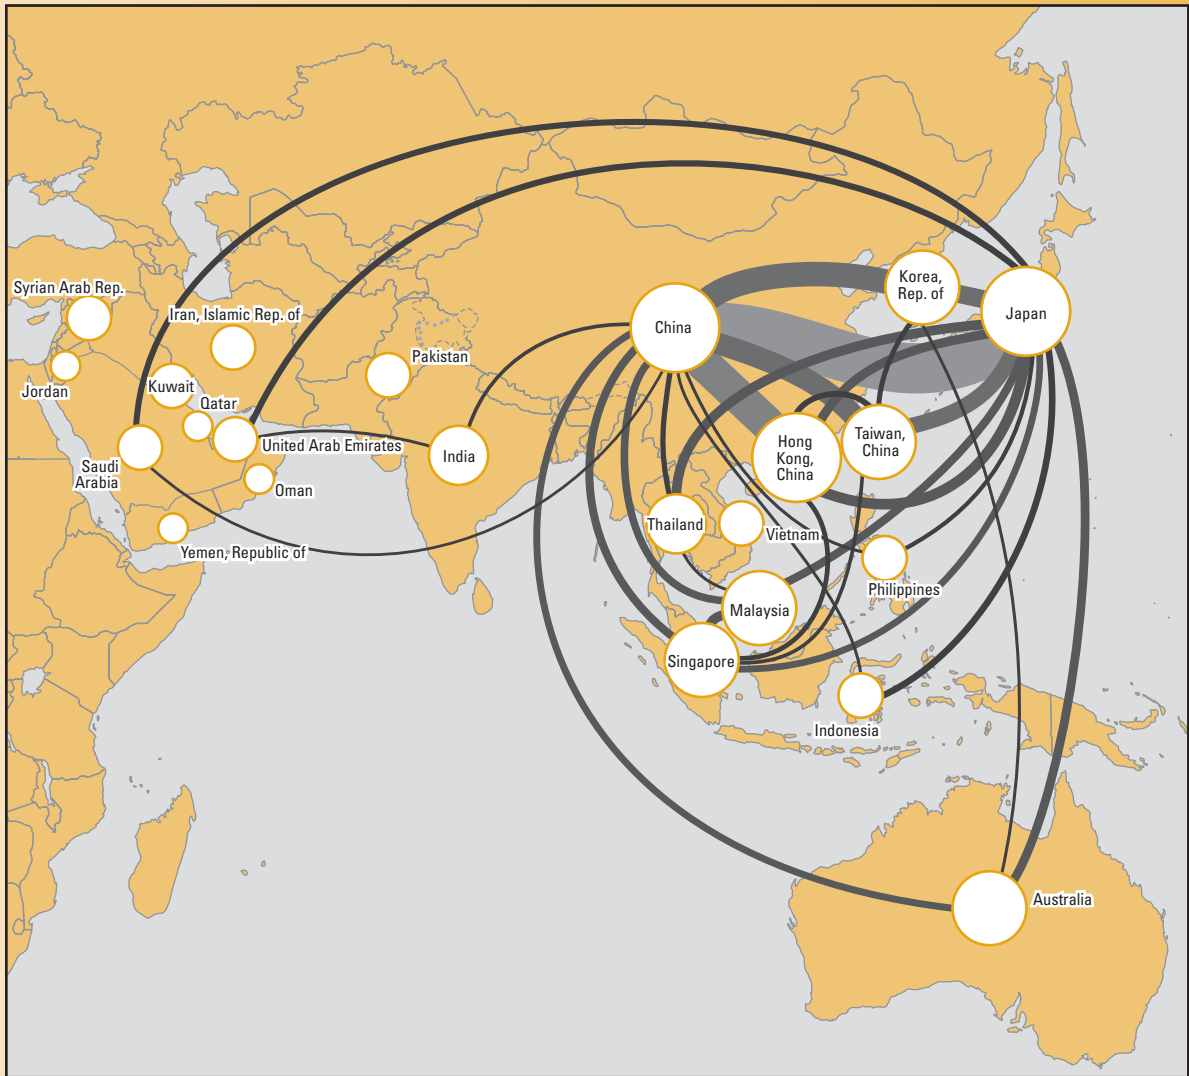 Syrian Arab Rep.
Iran, Islamic Rep. of
Jordan
Kuwait
Qatar
Pakistan
United Arab Emirates
India
Saudi
Arabia
Oman
Yemen, Republic of
China
Korea,
Rep. of
Japan
Hong
Kong,
China
Taiwan,
China
Thailand
Vietnam
Philippines
Malaysia
Singapore
Indonesia
Australia